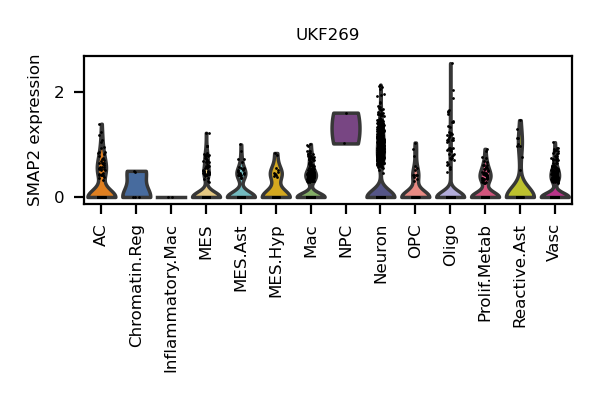 UKF269
SMAP2 expression
2
0
AC
Chromatin.Reg
Inflammatory.Mac
MES
MES.Ast
MES.Hyp
Mac
NPC
Neuron
OPC
Oligo
Prolif.Metab
Reactive.Ast
Vasc